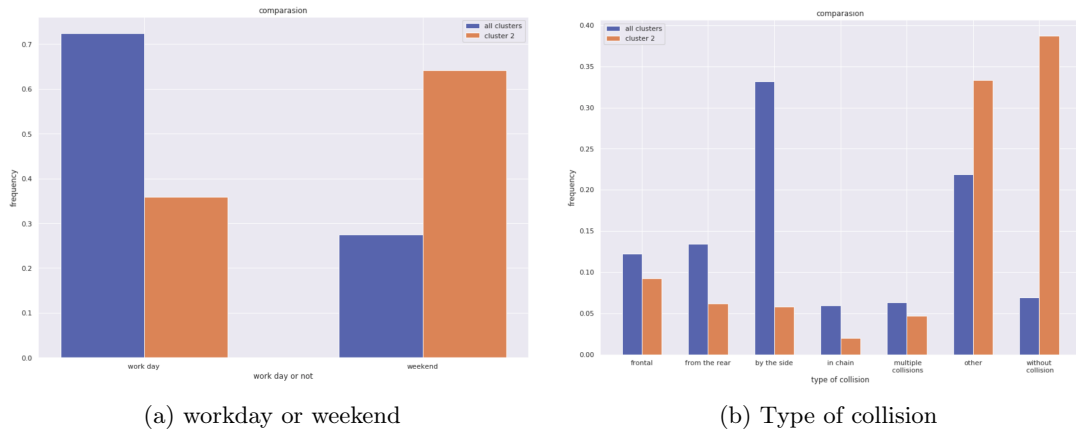 comparasion
all clusters
cluster 2
frequency
0.7
0.6
0.5
0.4
0.3
0.2
0.1
0.0
work day
weekend
work day or not
(a) workday or weekend
comparasion
all clusters
cluster 2
frequency
0.40
0.35
0.30
0.25
0.20
0.15
0.10
0.05
0.00
frontal
from the rear
by the side
in chain
multiple
collisions
other
without
collision
type of collision
(b) Type of collision